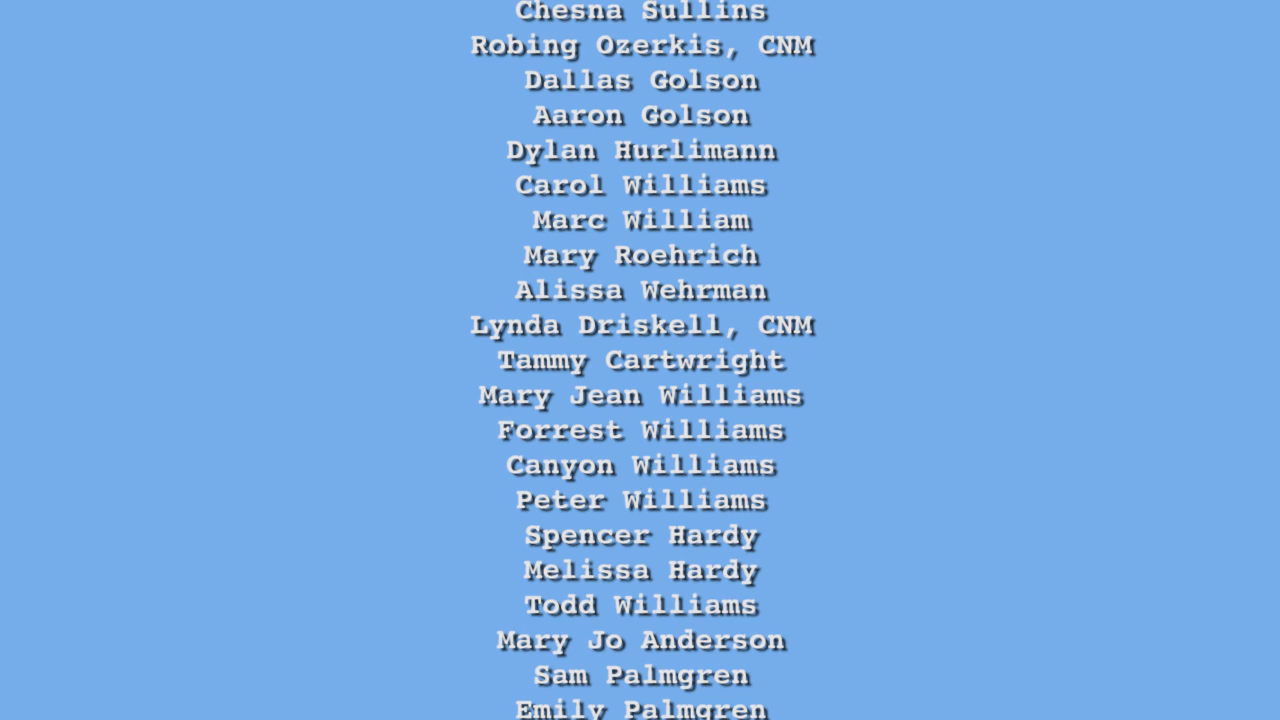 Chesna Sullins
Robing Ozerkis, CNM
Dallas Golson
Aaron Golson
Dylan Hurlimann
Carol Williams
Marc William
Mary Roehrich
Alissa Wehrman
Lynda Driskell, CNM
Tammy Cartwright
Mary Jean Williams
Forrest Williams
Canyon Williams
Peter Williams
Spencer Hardy
Melissa Hardy
Todd Williams
Mary Jo Anderson
Sam Palmgren
Emily Palmgren